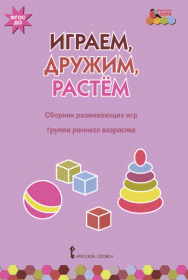 ФГОС
ДО
ИГРАЕМ,
ДРУЖИМ,
РАСТЁМ
Сборник развивающих игр
Группа раннего возраста
«РУССКОЕ СЛОВО»